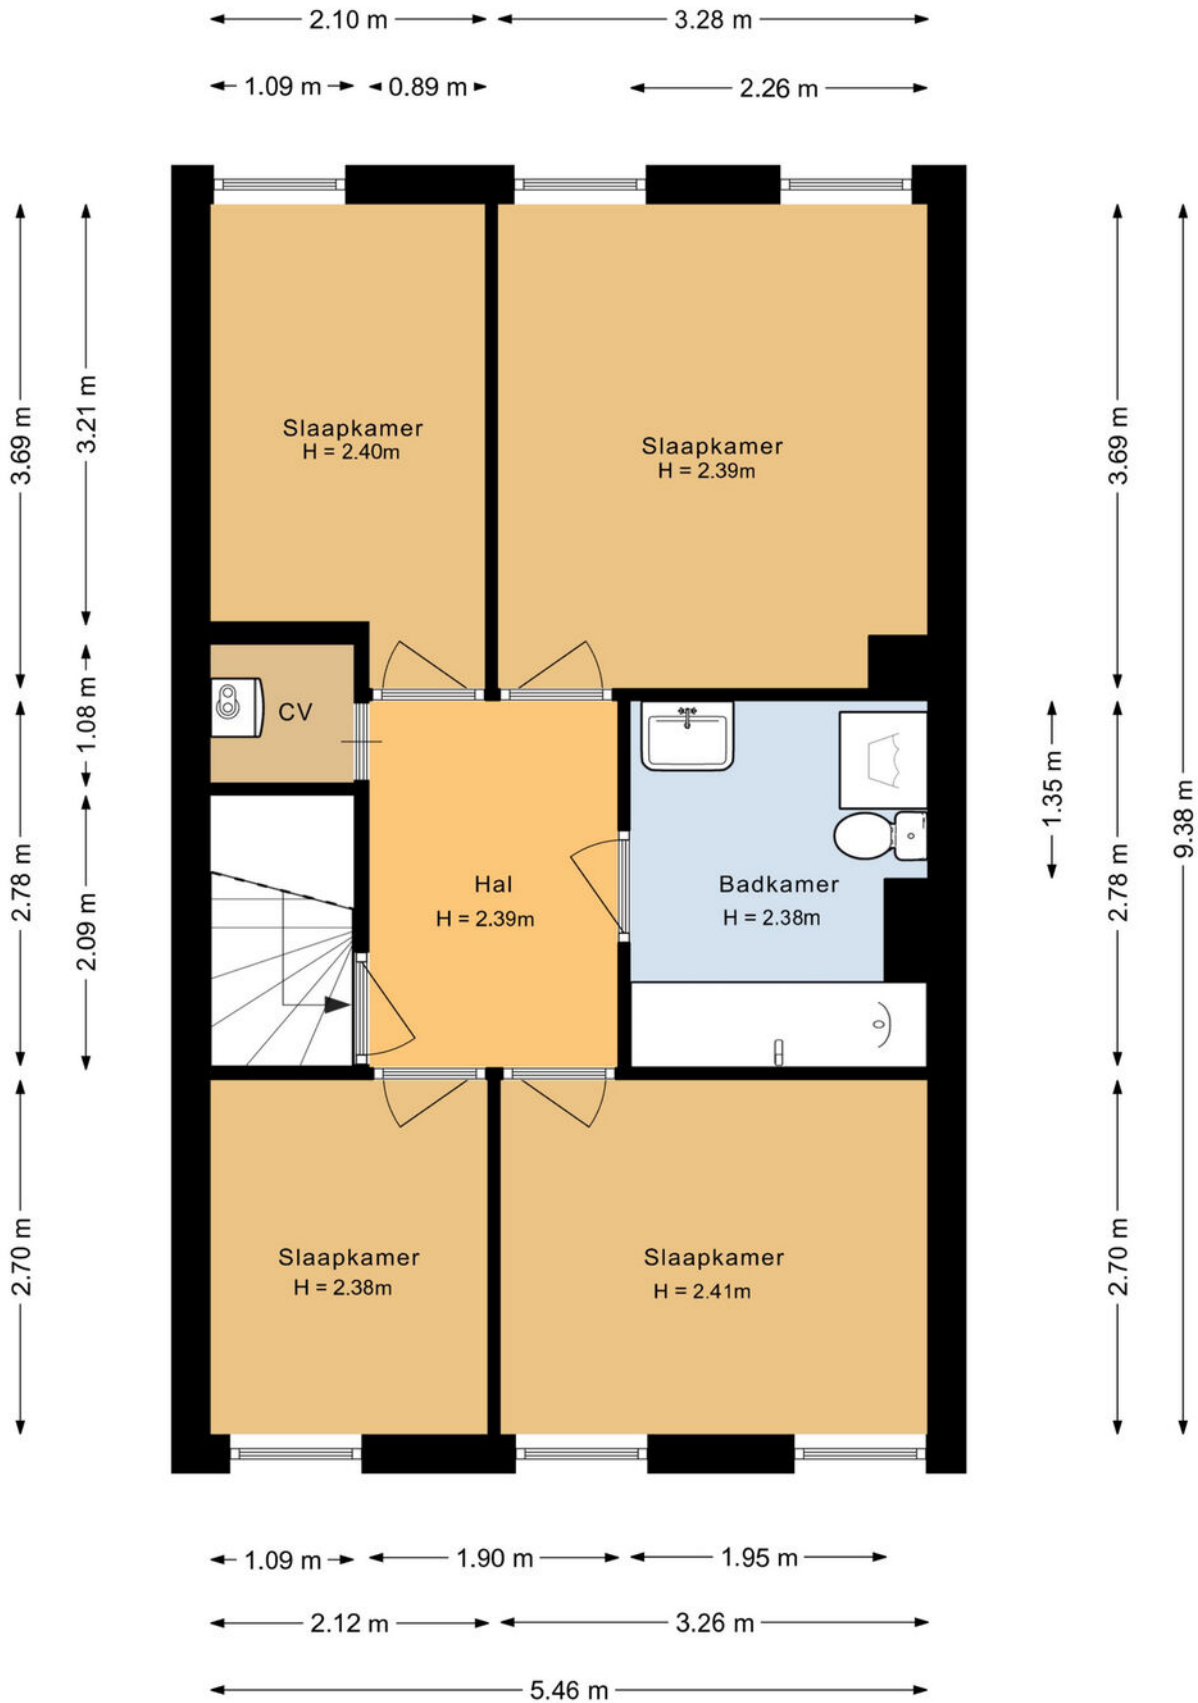 2.10 m
3.28 m
1.09 m
0.89 m
2.26 m
3.69 m
3.21 m
Slaapkamer
H = 2.40m
Slaapkamer
H = 2.39m
3.69 m
9.38 m
1.08 m
CV
1.35 m
2.78 m
2.09 m
Hal
H = 2.39m
Badkamer
H = 2.38m
2.78 m
2.70 m
Slaapkamer
H = 2.38m
Slaapkamer
H = 2.41m
2.70 m
1.09 m
1.90 m
1.95 m
2.12 m
3.26 m
5.46 m